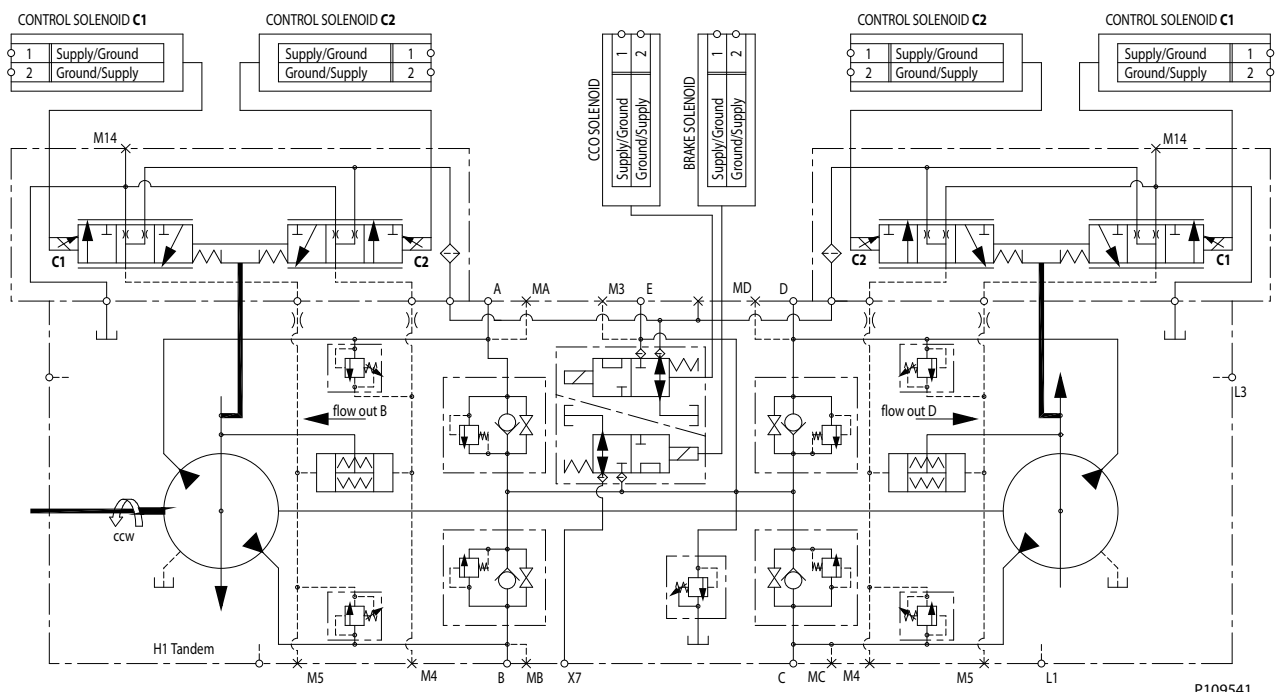 CONTROL SOLENOID C1
CONTROL SOLENOID C2
CONTROL SOLENOID C2
CONTROL SOLENOID C1
1 Supply/Ground
2 Ground/Supply
Supply/Ground 1
Ground/Supply 2
CCO SOLENOID
1 2
Supply/Ground
Ground/Supply
BRAKE SOLENOID
1 2
Supply/Ground
Ground/Supply
1 Supply/Ground
2 Ground/Supply
Supply/Ground 1
Ground/Supply 2
M14
M14
C1
C2
C2
C1
A
MA
M3
E
MD
D
L3
flow out B
flow out D
ccw
H1 Tandem
M5
M4
B
MB
X7
C
MC
M4
M5
L1
P109541